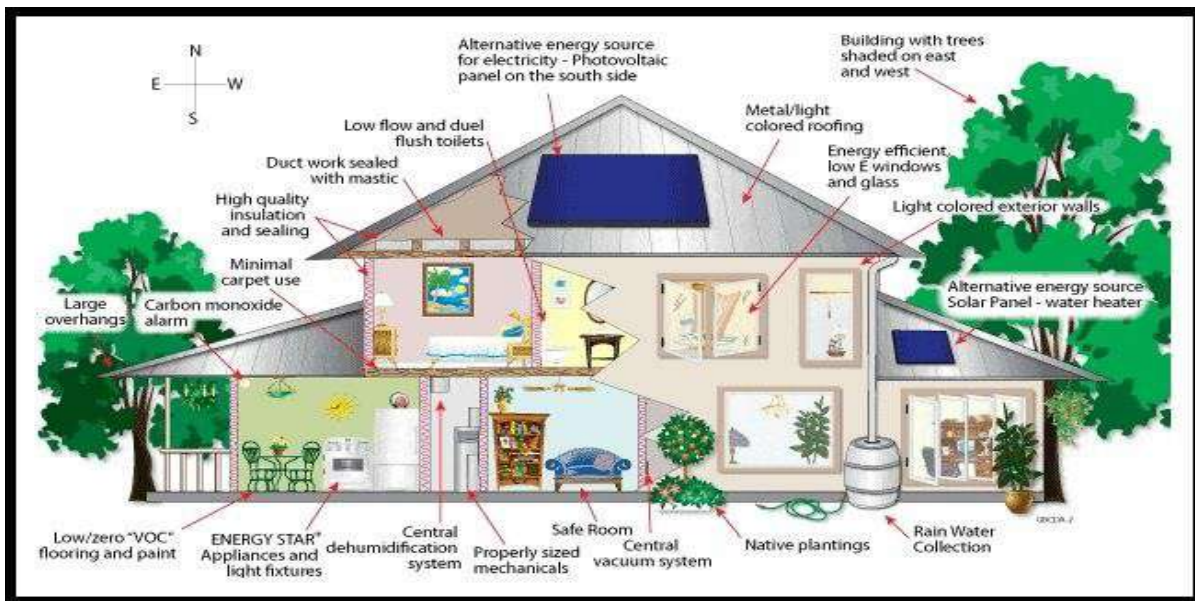 N
E
W
S
Alternative energy source
for electricity - Photovoltaic
panel on the south side
Building with trees
shaded on east
and west
Low flow and duel
flush toilets
Metal/light
colored roofing
Duct work sealed
with mastic
Energy efficient,
low E windows
and glass
High quality
insulation
and sealing
Light colored exterior walls
Minimal
carpet use
Large
overhangs
Carbon monoxide
alarm
Alternative energy source
Solar Panel - water heater
Low/zero "VOC"
flooring and paint
ENERGY STAR®
Appliances and
light fixtures
Central
dehumidification
system
Properly sized
mechanicals
Safe Room
Central
vacuum system
Native plantings
Rain Water
Collection